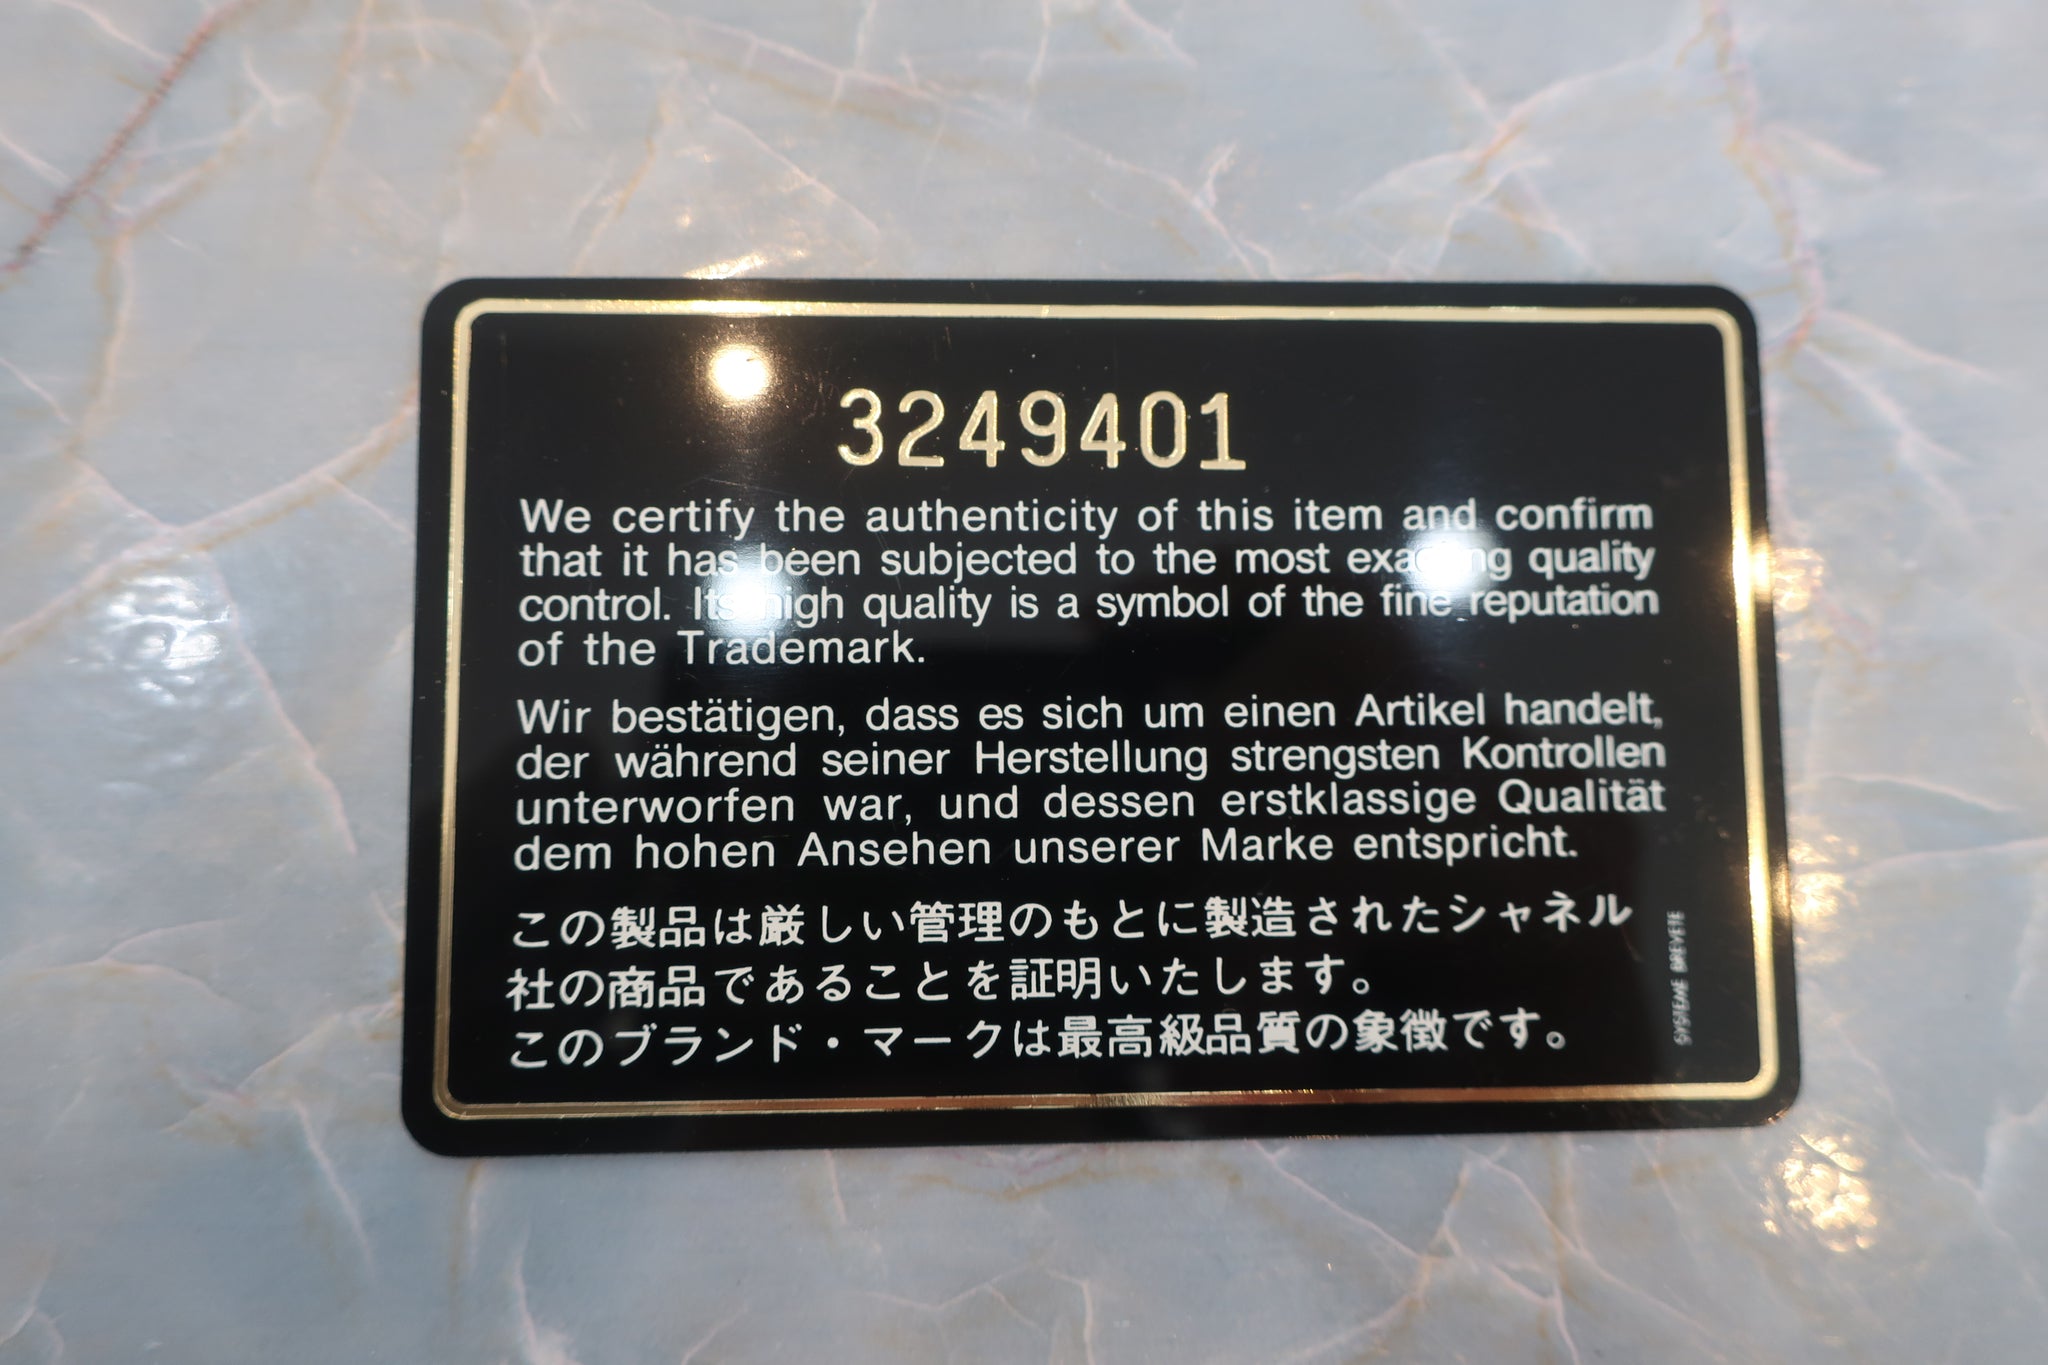 3249401
We certify the authenticity of this item and confirm
that it has been subjected to the most exacting quality
control. Its high quality is a symbol of the fine reputation
of the Trademark.
Wir bestätigen, dass es sich um einen Artikel handelt,
der während seiner Herstellung strengsten Kontrollen
unterworfen war, und dessen erstklassige Qualität
dem hohen Ansehen unserer Marke entspricht.
この製品は厳しい管理のもとに製造されたシャネル
社の商品であることを証明いたします。
このブランド・マークは最高級品質の象徴です。
SYSTEME BREVETE